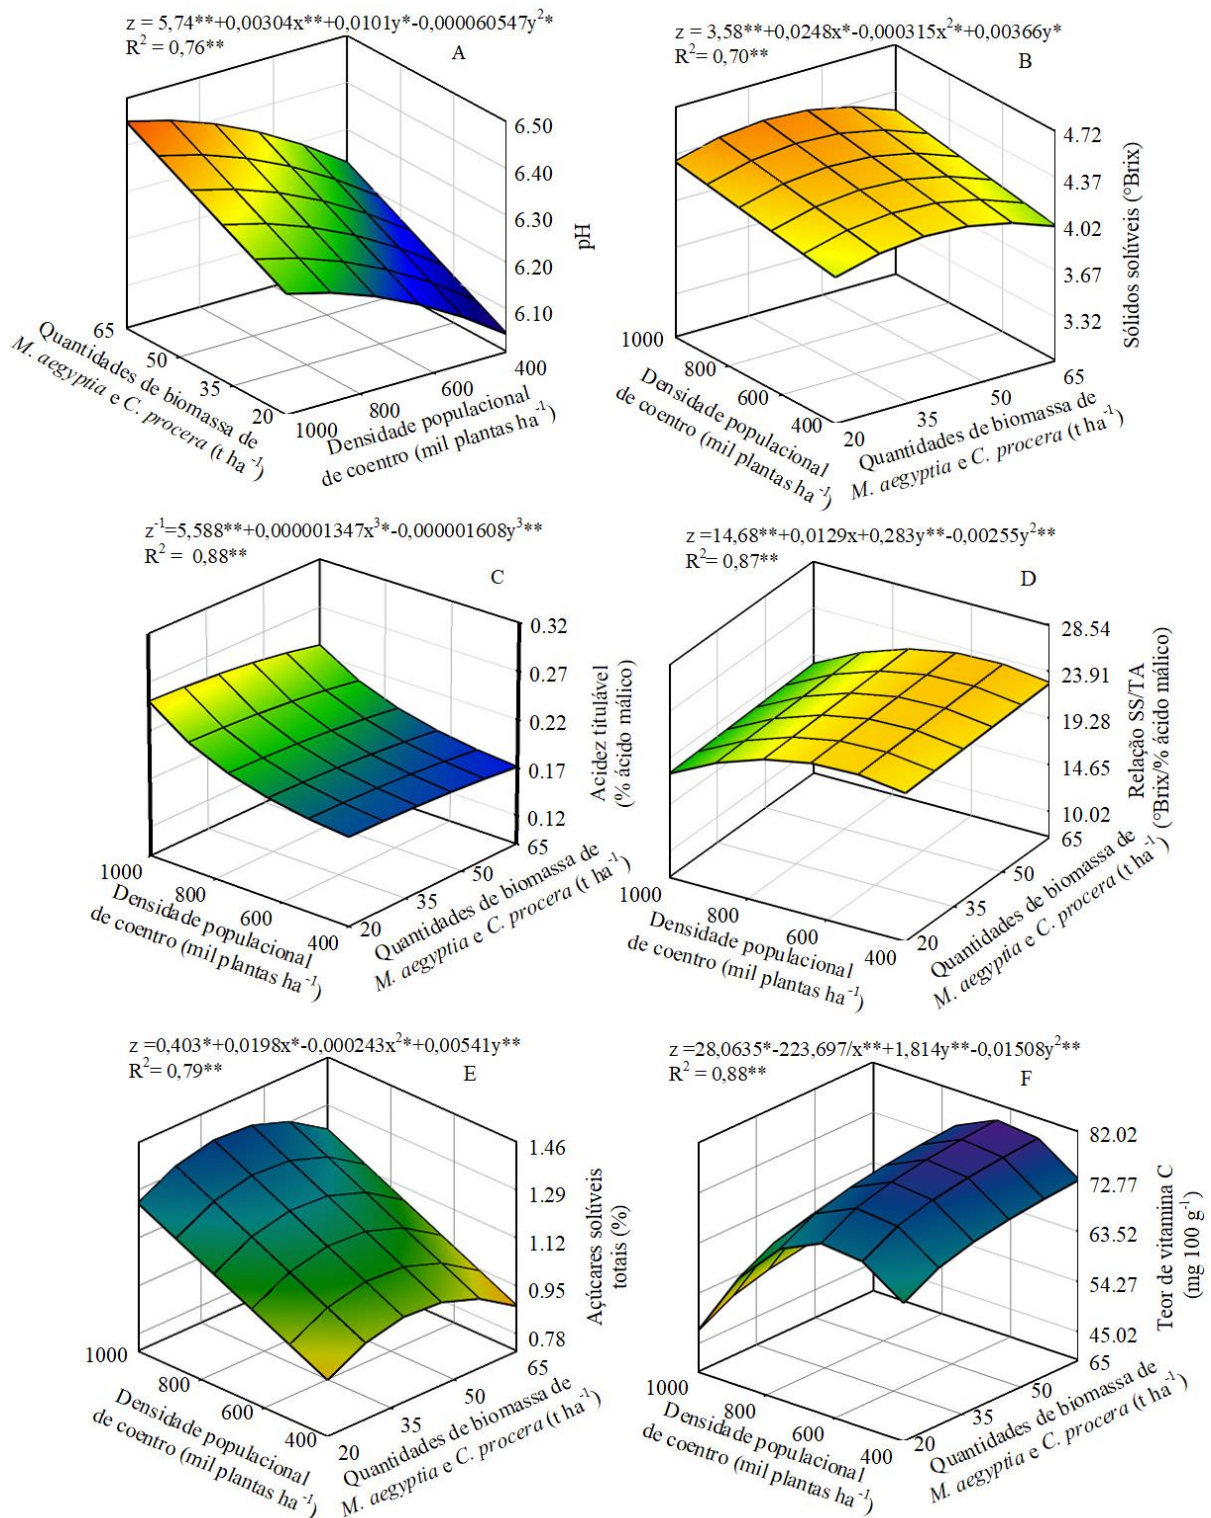 z = 5,74**+0,00304x**+0,0101y*-0,000060547y²*
R² = 0,76**
A
6.50
6.40
6.30
6.20
6.10
pH
65
50
35
20
Quantidades de biomassa de
M. aegyptia e C. procera (t ha⁻¹)
1000
800
600
400
Densidade populacional
de coentro (mil plantas ha⁻¹)
z = 3,58**+0,0248x*-0,000315x²*+0,00366y*
R²= 0,70**
B
4.72
4.37
4.02
3.67
3.32
Sólidos solúveis (°Brix)
1000
800
600
400
Densidade populacional
de coentro (mil plantas ha⁻¹)
20
35
50
65
Quantidades de biomassa de
M. aegyptia e C. procera (t ha⁻¹)
z⁻¹=5,588**+0,000001347x³*-0,000001608y³**
R² = 0,88**
C
0.32
0.27
0.22
0.17
0.12
Acidez titulável
(% ácido málico)
1000
800
600
400
Densidade populacional
de coentro (mil plantas ha⁻¹)
20
35
50
65
Quantidades de biomassa de
M. aegyptia e C. procera (t ha⁻¹)
z =14,68**+0,0129x+0,283y**-0,00255y²**
R²= 0,87**
D
28.54
23.91
19.28
14.65
10.02
Relação SS/TA
(°Brix/% ácido málico)
1000
800
600
400
Densidade populacional
de coentro (mil plantas ha⁻¹)
20
35
50
65
Quantidades de biomassa de
M. aegyptia e C. procera (t ha⁻¹)
z =0,403*+0,0198x*-0,000243x²*+0,00541y**
R²= 0,79**
E
1.46
1.29
1.12
0.95
0.78
Açúcares solúveis
totais (%)
1000
800
600
400
Densidade populacional
de coentro (mil plantas ha⁻¹)
20
35
50
65
Quantidades de biomassa de
M. aegyptia e C. procera (t ha⁻¹)
z =28,0635*-223,697/x**+1,814y**-0,01508y²**
R² = 0,88**
F
82.02
72.77
63.52
54.27
45.02
Teor de vitamina C
(mg 100 g⁻¹)
1000
800
600
400
Densidade populacional
de coentro (mil plantas ha⁻¹)
20
35
50
65
Quantidades de biomassa de
M. aegyptia e C. procera (t ha⁻¹)